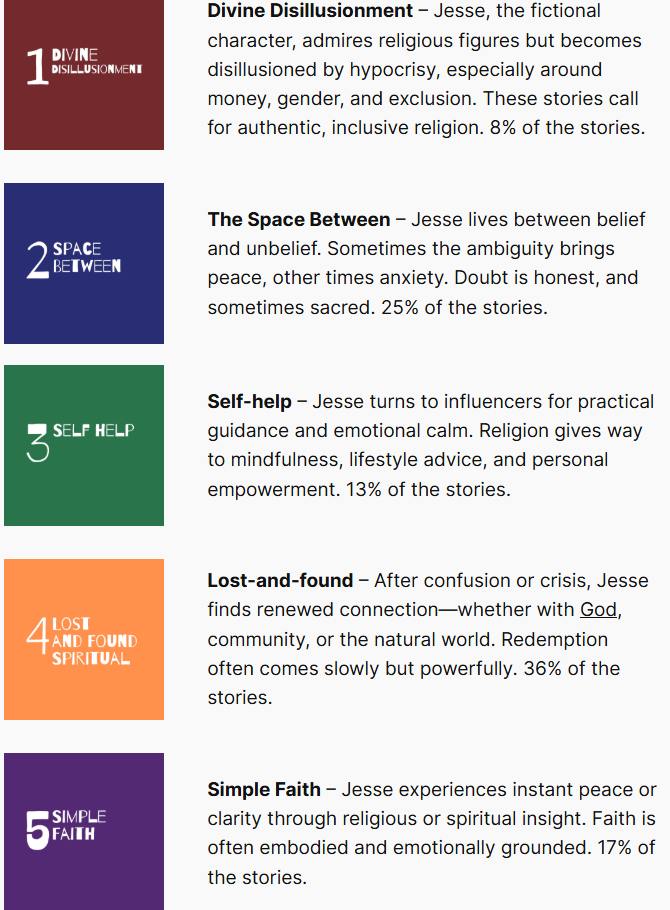 1 DIVINE
DISILLUSIONMENT
Divine Disillusionment – Jesse, the fictional
character, admires religious figures but becomes
disillusioned by hypocrisy, especially around
money, gender, and exclusion. These stories call
for authentic, inclusive religion. 8% of the stories.
2 SPACE
BETWEEN
The Space Between – Jesse lives between belief
and unbelief. Sometimes the ambiguity brings
peace, other times anxiety. Doubt is honest, and
sometimes sacred. 25% of the stories.
3 SELF HELP
Self-help – Jesse turns to influencers for practical
guidance and emotional calm. Religion gives way
to mindfulness, lifestyle advice, and personal
empowerment. 13% of the stories.
4 LOST
AND FOUND
SPIRITUAL
Lost-and-found – After confusion or crisis, Jesse
finds renewed connection—whether with God,
community, or the natural world. Redemption
often comes slowly but powerfully. 36% of the
stories.
5 SIMPLE
FAITH
Simple Faith – Jesse experiences instant peace or
clarity through religious or spiritual insight. Faith is
often embodied and emotionally grounded. 17% of
the stories.